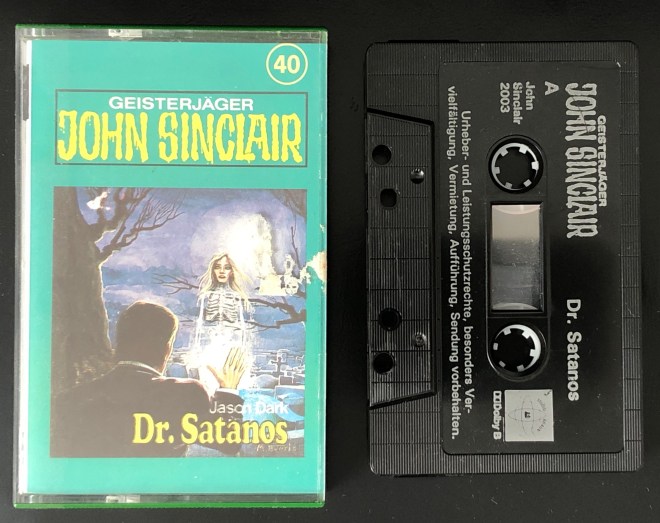 40
GEISTERJÄGER
JOHN SINCLAIR
Jason Dark
Dr. Satanos
GEISTERJÄGER
JOHN SINCLAIR
A
John
Sinclair
2003
Dr. Satanos
Urheber- und Leistungsschutzrechte, besonders Ver-
vielfältigung, Vermietung, Aufführung, Sendung vorbehalten.
Dolby B